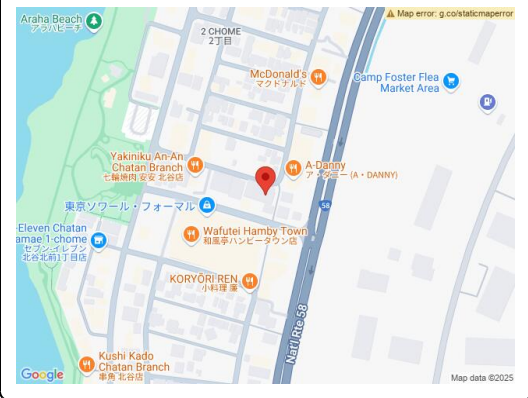 Araha Beach
アラハビーチ
2 CHOME
2丁目
Map error: g.co/staticmaperror
McDonald's
マクドナルド
Camp Foster Flea
Market Area
Yakiniku An-An
Chatan Branch
七輪焼肉 安安 北谷店
A-Danny
ア・ダニー (A・DANNY)
東京ソワール・フォーマル
58
-Eleven Chatan
amae 1-chome
セブン-イレブン
北谷北前1丁目店
Wafutei Hamby Town
和風亭ハンビータウン店
KORYŌRI REN
小料理 廉
Nat'l Rte 58
Kushi Kado
Chatan Branch
串角 北谷店
Google
Map data ©2025